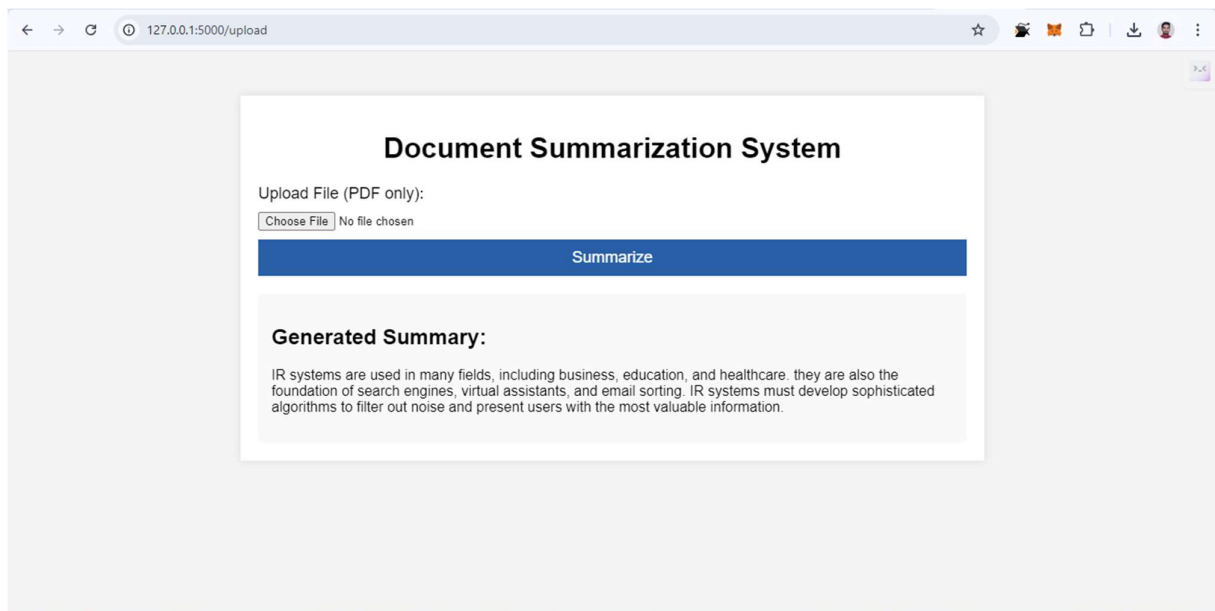 127.0.0.1:5000/upload
Document Summarization System
Upload File (PDF only):
Choose File No file chosen
Summarize
Generated Summary:
IR systems are used in many fields, including business, education, and healthcare. they are also the
foundation of search engines, virtual assistants, and email sorting. IR systems must develop sophisticated
algorithms to filter out noise and present users with the most valuable information.